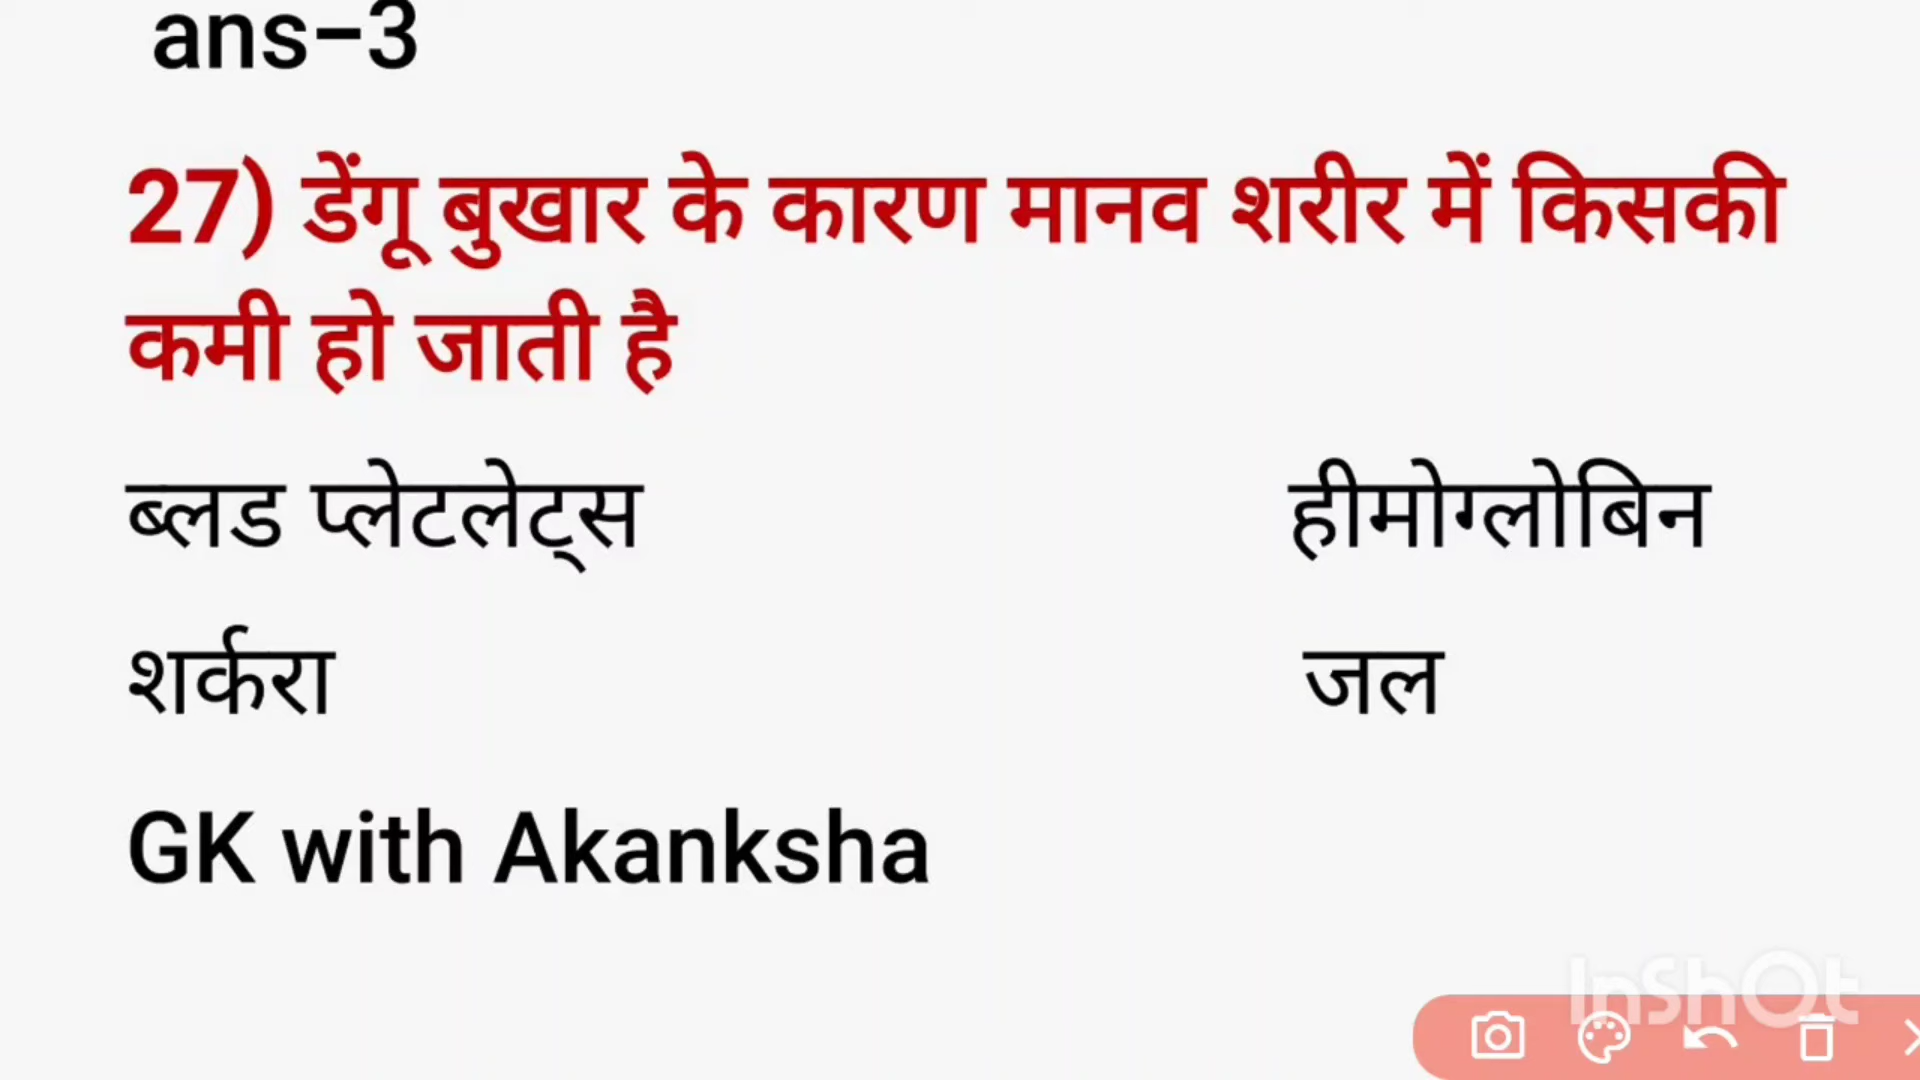 ans–3
27) डेंगू बुखार के कारण मानव शरीर में किसकी
कमी हो जाती है
ब्लड प्लेटलेट्स हीमोग्लोबिन
शर्करा जल
GK with Akanksha
InShOt